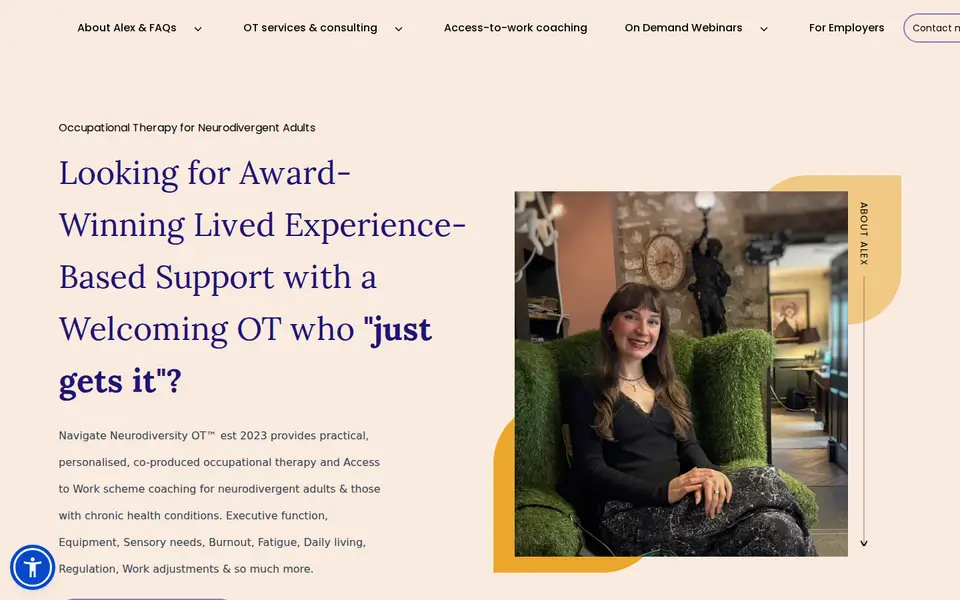 About Alex & FAQs
OT services & consulting
Access-to-work coaching
On Demand Webinars
For Employers
Contact
Occupational Therapy for Neurodivergent Adults
Looking for Award-
Winning Lived Experience-
Based Support with a
Welcoming OT who "just
gets it"?
Navigate Neurodiversity OT™ est 2023 provides practical,
personalised, co-produced occupational therapy and Access
to Work scheme coaching for neurodivergent adults & those
with chronic health conditions. Executive function,
Equipment, Sensory needs, Burnout, Fatigue, Daily living,
Regulation, Work adjustments & so much more.
ABOUT ALEX